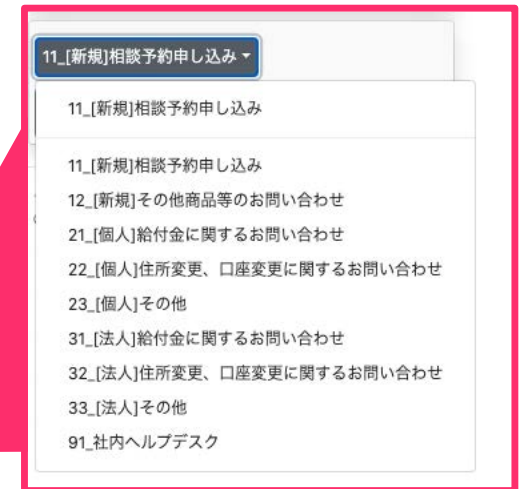 11_[新規]相談予約申し込み
11_[新規]相談予約申し込み
11_[新規]相談予約申し込み
12_[新規]その他商品等のお問い合わせ
21_[個人]給付金に関するお問い合わせ
22_[個人]住所変更、口座変更に関するお問い合わせ
23_[個人]その他
31_[法人]給付金に関するお問い合わせ
32_[法人]住所変更、口座変更に関するお問い合わせ
33_[法人]その他
91_社内ヘルプデスク